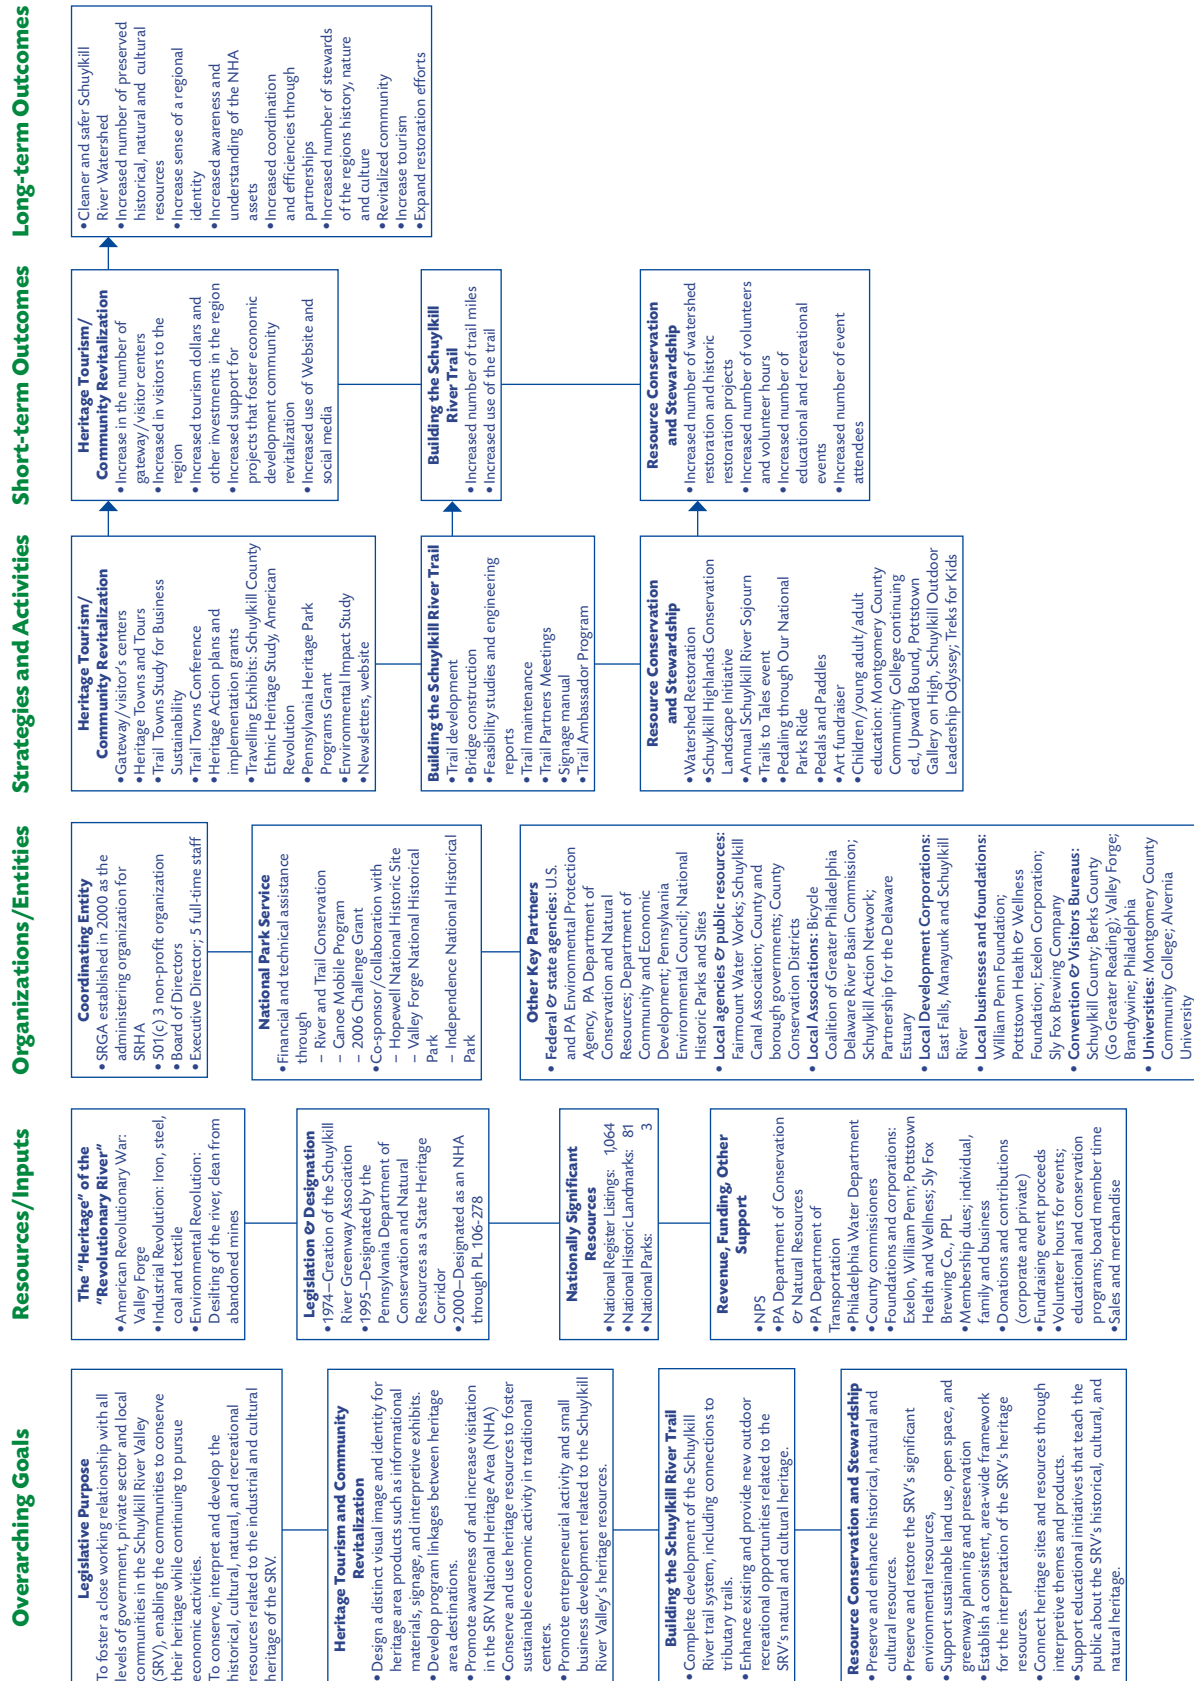 Overarching Goals
Legislative Purpose
To foster a close working relationship with all
levels of government, private sector and local
communities in the Schuylkill River Valley
(SRV), enabling the communities to conserve
their heritage while continuing to pursue
economic activities.
To conserve, interpret and develop the
historical, cultural, natural, and recreational
resources related to the industrial and cultural
heritage of the SRV.
Heritage Tourism and Community
Revitalization
• Design a distinct visual image and identity for
heritage area products such as informational
materials, signage, and interpretive exhibits.
• Develop program linkages between heritage
area destinations.
• Promote awareness of and increase visitation
in the SRV National Heritage Area (NHA)
• Conserve and use heritage resources to foster
sustainable economic activity in traditional
centers.
• Promote entrepreneurial activity and small
business development related to the Schuylkill
River Valley's heritage resources.
Building the Schuylkill River Trail
• Complete development of the Schuylkill
River trail system, including connections to
tributary trails.
• Enhance existing and provide new outdoor
recreational opportunities related to the
SRV's natural and cultural heritage.
Resource Conservation and Stewardship
• Preserve and enhance historical, natural and
cultural resources.
• Preserve and restore the SRV's significant
environmental resources,
• Support sustainable land use, open space, and
greenway planning and preservation
• Establish a consistent, area-wide framework
for the interpretation of the SRV's heritage
resources.
• Connect heritage sites and resources through
interpretive themes and products.
• Support educational initiatives that teach the
public about the SRV's historical, cultural, and
natural heritage.
Resources/Inputs
The "Heritage" of the
"Revolutionary River"
• American Revolutionary War:
Valley Forge
• Industrial Revolution: Iron, steel,
coal and textile
• Environmental Revolution:
Desilting of the river, clean from
abandoned mines
Legislation & Designation
• 1974—Creation of the Schuylkill
River Greenway Association
• 1995—Designated by the
Pennsylvania Department of
Conservation and Natural
Resources as a State Heritage
Corridor
• 2000—Designated as an NHA
through PL 106-278
Nationally Significant
Resources
• National Register Listings: 1,064
• National Historic Landmarks: 81
• National Parks: 3
Revenue, Funding, Other
Support
• NPS
• PA Department of Conservation
& Natural Resources
• PA Department of
Transportation
• Philadelphia Water Department
• County commissioners
• Foundations and corporations:
Exelon, William Penn; Pottstown
Health and Wellness; Sly Fox
Brewing Co., PPL
• Membership dues; individual,
family and business
• Donations and contributions
(corporate and private)
• Fundraising event proceeds
• Volunteer hours for events;
educational and conservation
programs; board member time
• Sales and merchandise
Organizations/Entities
Coordinating Entity
• SRGA established in 2000 as the
administering organization for
SRHA
• 501(c) 3 non-profit organization
• Board of Directors
• Executive Director; 5 full-time staff
National Park Service
• Financial and technical assistance
through
– River and Trail Conservation
– Canoe Mobile Program
– 2006 Challenge Grant
• Co-sponsor/collaboration with
– Hopewell National Historic Site
– Valley Forge National Historical
Park
– Independence National Historical
Park
Other Key Partners
• Federal & state agencies: U.S.
and PA Environmental Protection
Agency, PA Department of
Conservation and Natural
Resources; Department of
Community and Economic
Development; Pennsylvania
Environmental Council; National
Historic Parks and Sites
• Local agencies & public resources:
Fairmount Water Works; Schuylkill
Canal Association; County and
borough governments; County
Conservation Districts
• Local Associations: Bicycle
Coalition of Greater Philadelphia
Delaware River Basin Commission;
Schuylkill Action Network;
Partnership for the Delaware
Estuary
• Local Development Corporations:
East Falls, Manayunk and Schuylkill
River
• Local businesses and foundations:
William Penn Foundation;
Pottstown Health & Wellness
Foundation; Exelon Corporation;
Sly Fox Brewing Company
• Convention & Visitors Bureaus:
Schuylkill County; Berks County
(Go Greater Reading); Valley Forge;
Brandywine; Philadelphia
• Universities: Montgomery County
Community College; Alvernia
University
Strategies and Activities
Heritage Tourism/
Community Revitalization
• Gateway/visitor's centers
• Heritage Towns and Tours
• Trail Towns Study for Business
Sustainability
• Trail Towns Conference
• Heritage Action plans and
implementation grants
• Travelling Exhibits: Schuylkill County
Ethnic Heritage Study, American
Revolution
• Pennsylvania Heritage Park
Programs Grant
• Environmental Impact Study
• Newsletters, website
Building the Schuylkill River Trail
• Trail development
• Bridge construction
• Feasibility studies and engineering
reports
• Trail maintenance
• Trail Partners Meetings
• Signage manual
• Trail Ambassador Program
Resource Conservation
and Stewardship
• Watershed Restoration
• Schuylkill Highlands Conservation
Landscape Initiative
• Annual Schuylkill River Sojourn
• Trails to Tales event
• Pedaling through Our National
Parks Ride
• Pedals and Paddles
• Art fundraiser
• Children/young adult/adult
education: Montgomery County
Community College continuing
ed, Upward Bound, Pottstown
Gallery on High, Schuylkill Outdoor
Leadership Odyssey; Treks for Kids
Short-term Outcomes
Heritage Tourism/
Community Revitalization
• Increase in the number of
gateway/visitor centers
• Increased in visitors to the
region
• Increased tourism dollars and
other investments in the region
• Increased support for
projects that foster economic
development community
revitalization
• Increased use of Website and
social media
Building the Schuylkill
River Trail
• Increased number of trail miles
• Increased use of the trail
Resource Conservation
and Stewardship
• Increased number of watershed
restoration and historic
restoration projects
• Increased number of volunteers
and volunteer hours
• Increased number of
educational and recreational
events
• Increased number of event
attendees
Long-term Outcomes
• Cleaner and safer Schuylkill
River Watershed
• Increased number of preserved
historical, natural and cultural
resources
• Increase sense of a regional
identity
• Increased awareness and
understanding of the NHA
assets
• Increased coordination
and efficiencies through
partnerships
• Increased number of stewards
of the regions history, nature
and culture
• Revitalized community
• Increase tourism
• Expand restoration efforts